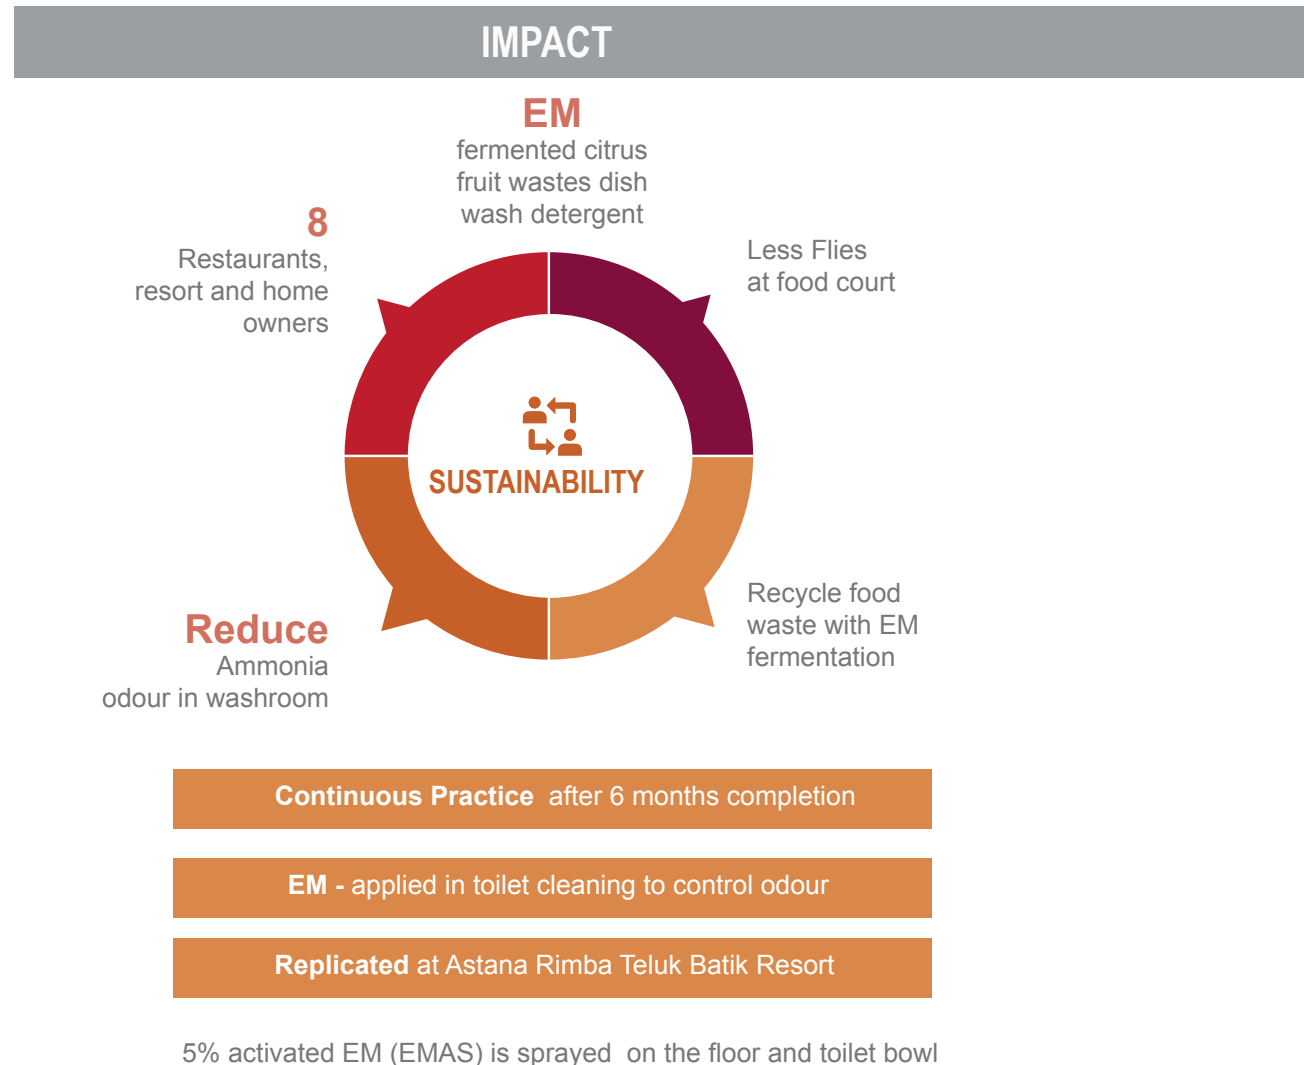 IMPACT
EM
fermented citrus
fruit wastes dish
wash detergent
8
Restaurants,
resort and home
owners
Less Flies
at food court
SUSTAINABILITY
Recycle food
waste with EM
fermentation
Reduce
Ammonia
odour in washroom
Continuous Practice after 6 months completion
EM - applied in toilet cleaning to control odour
Replicated at Astana Rimba Teluk Batik Resort
5% activated EM (EMAS) is sprayed on the floor and toilet bowl